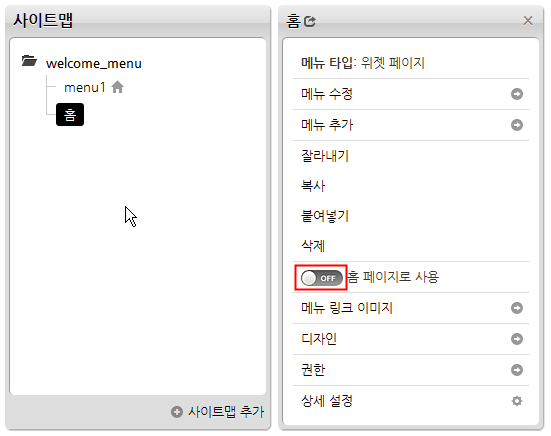 사이트맵
welcome_menu
menu1
홈
사이트맵 추가
홈
메뉴 타입: 위젯 페이지
메뉴 수정
메뉴 추가
잘라내기
복사
붙여넣기
삭제
OFF 홈 페이지로 사용
메뉴 링크 이미지
디자인
권한
상세 설정